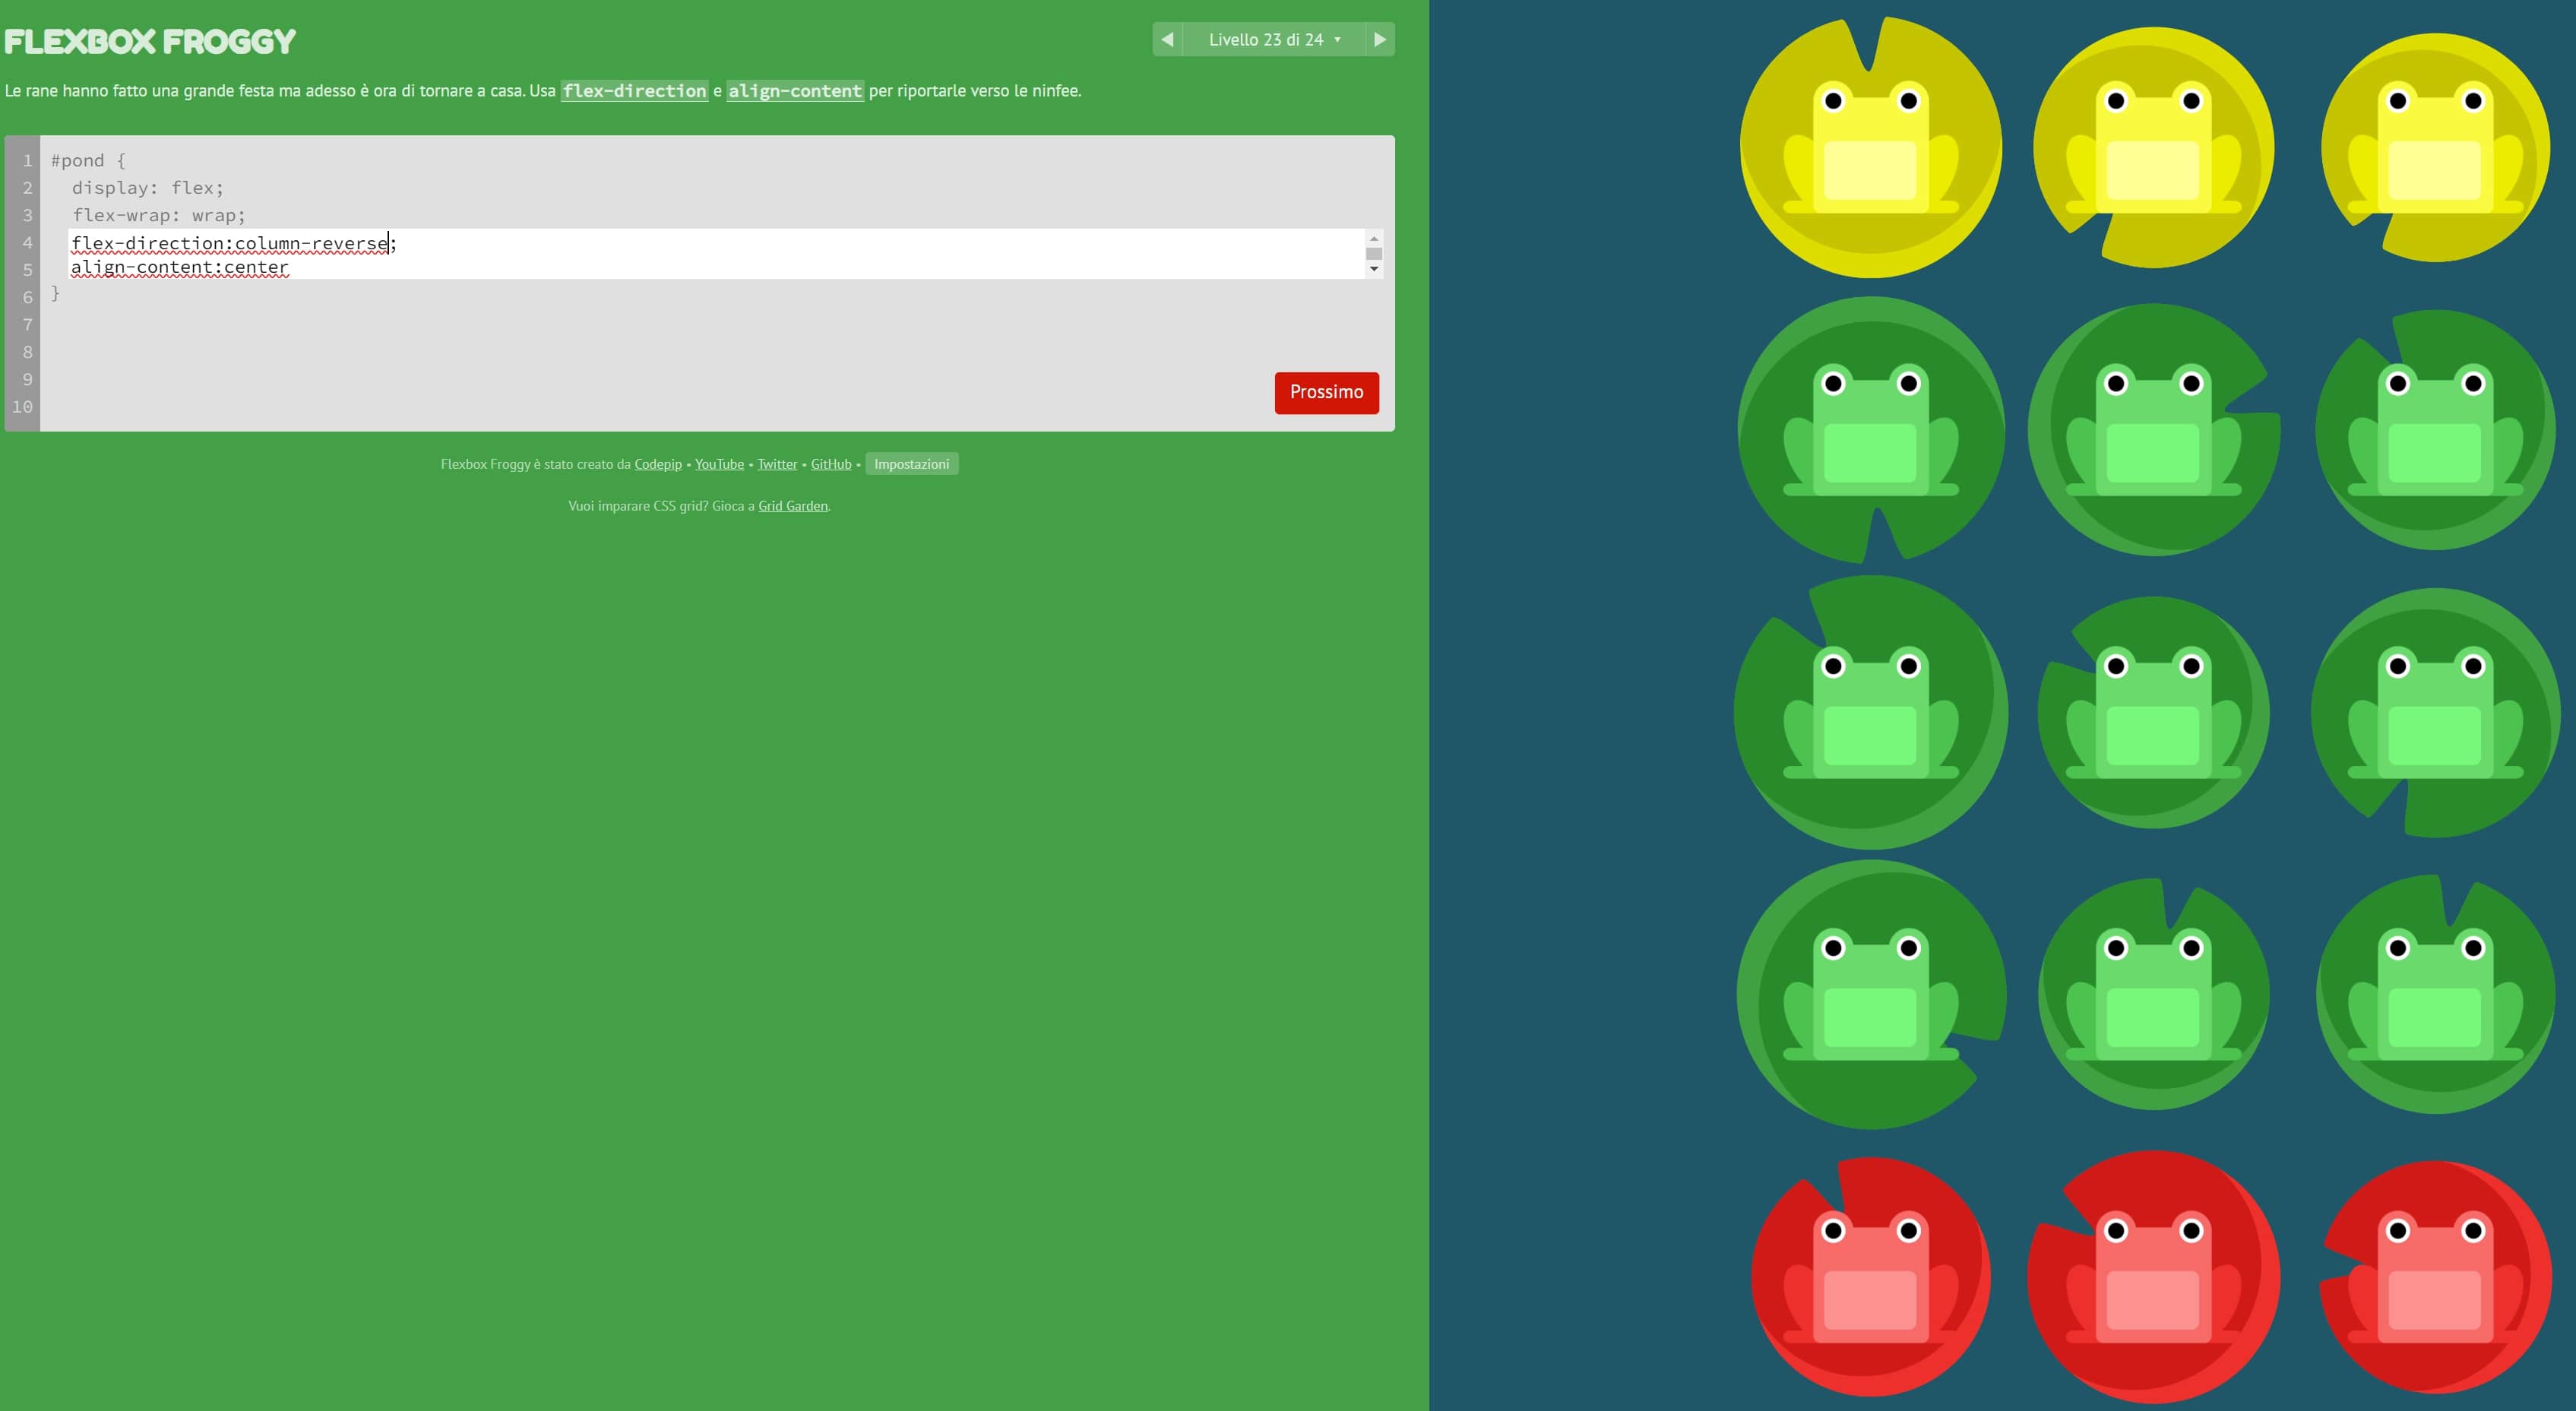 FLEXBOX FROGGY
◀ Livello 23 di 24 ▾ ▶
Le rane hanno fatto una grande festa ma adesso è ora di tornare a casa. Usa flex-direction e align-content per riportarle verso le ninfee.
1 #pond {
2 display: flex;
3 flex-wrap: wrap;
4 flex-direction:column-reverse;
5 align-content:center
6 }
7
8
9
10
Prossimo
Flexbox Froggy è stato creato da Codepip • YouTube • Twitter • GitHub • Impostazioni
Vuoi imparare CSS grid? Gioca a Grid Garden.